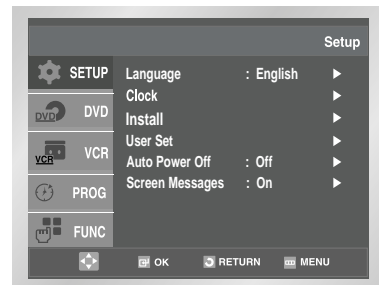 Setup
SETUP
Language : English ►
Clock ►
Install ►
DVD DVD
User Set ►
VCR VCR
Auto Power Off : Off ►
Screen Messages : On ►
PROG
FUNC
OK RETURN MENU